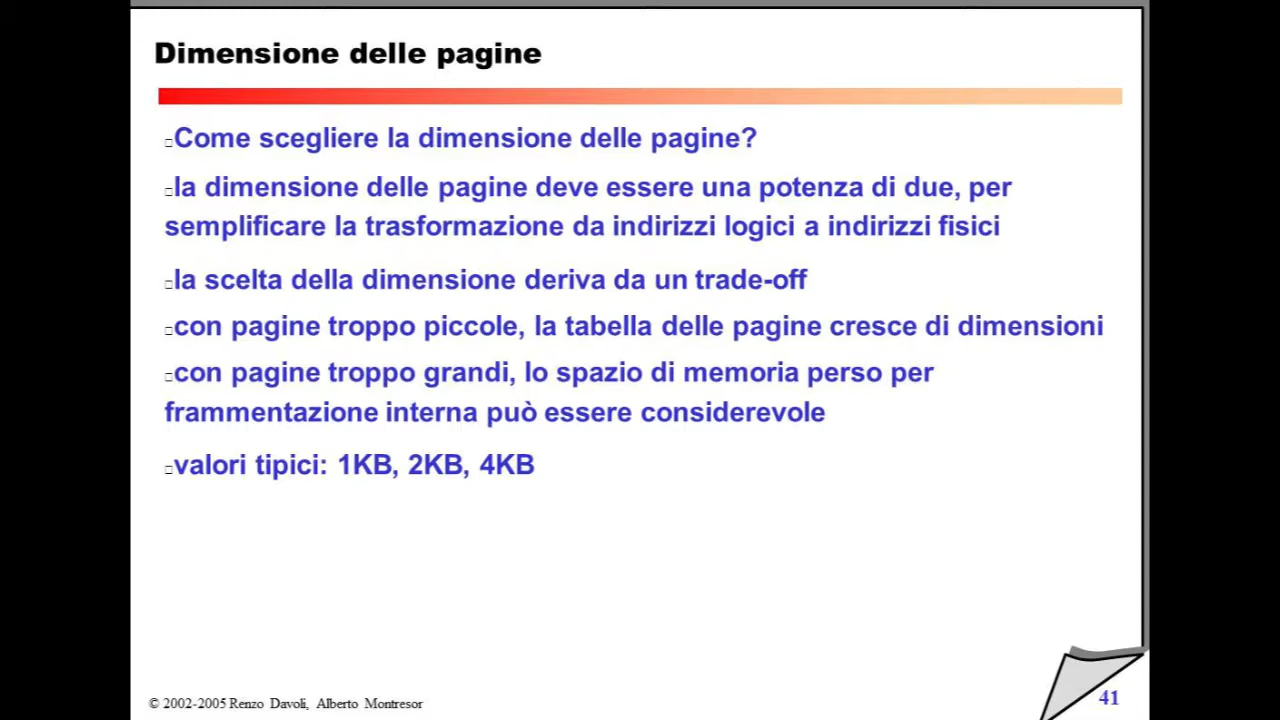 Dimensione delle pagine
□Come scegliere la dimensione delle pagine?
□la dimensione delle pagine deve essere una potenza di due, per
semplificare la trasformazione da indirizzi logici a indirizzi fisici
□la scelta della dimensione deriva da un trade-off
□con pagine troppo piccole, la tabella delle pagine cresce di dimensioni
□con pagine troppo grandi, lo spazio di memoria perso per
frammentazione interna può essere considerevole
□valori tipici: 1KB, 2KB, 4KB
© 2002-2005 Renzo Davoli, Alberto Montresor
41